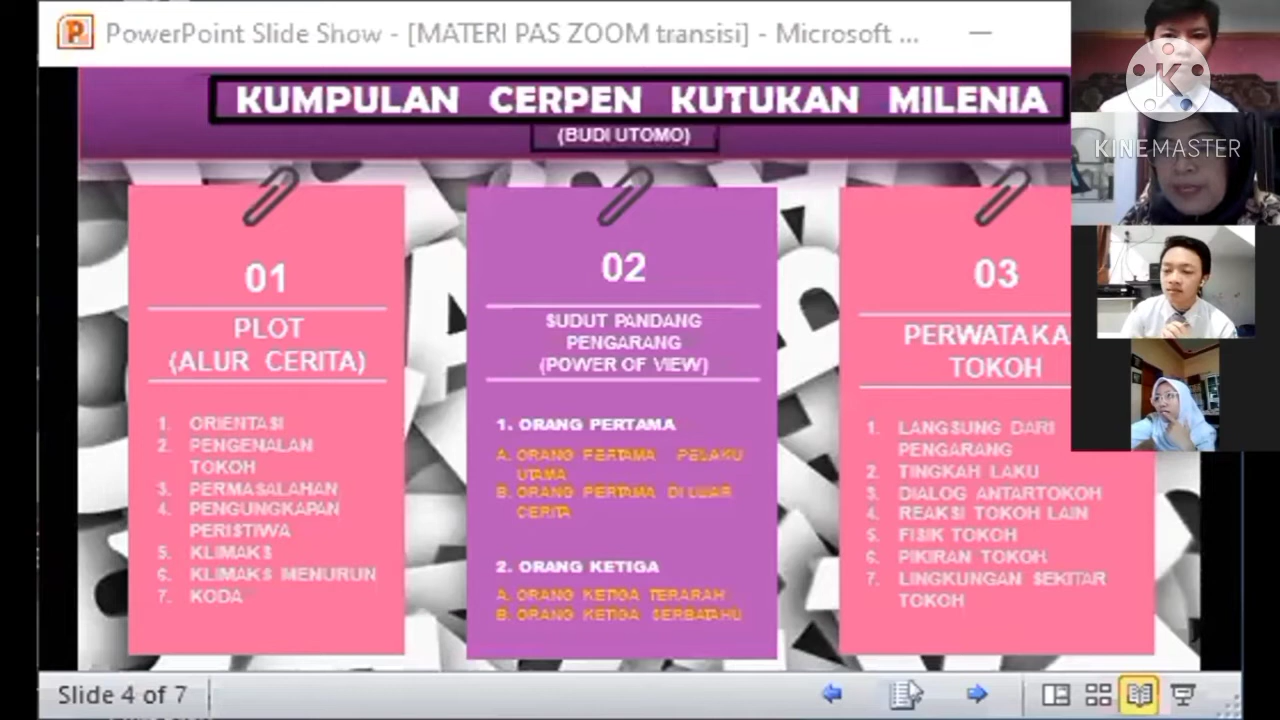 PowerPoint Slide Show - [MATERI PAS ZOOM transisi] - Microsoft ...
KUMPULAN CERPEN KUTUKAN MILENIA
(BUDI UTOMO)
01
PLOT
(ALUR CERITA)
1. ORIENTASI
2. PENGENALAN
TOKOH
3. PERMASALAHAN
4. PENGUNGKAPAN
PERISTIWA
5. KLIMAKS
6. KLIMAKS MENURUN
7. KODA
02
SUDUT PANDANG
PENGARANG
(POWER OF VIEW)
1. ORANG PERTAMA
A. ORANG PERTAMA PELAKU
UTAMA
B. ORANG PERTAMA DI LUAR
CERITA
2. ORANG KETIGA
A. ORANG KETIGA TERARAH
B. ORANG KETIGA SERBATAHU
03
PERWATAKA
TOKOH
1. LANGSUNG DARI
PENGARANG
2. TINGKAH LAKU
3. DIALOG ANTARTOKOH
4. REAKSI TOKOH LAIN
5. FISIK TOKOH
6. PIKIRAN TOKOH
7. LINGKUNGAN SEKITAR
TOKOH
K
KINEMASTER
Slide 4 of 7